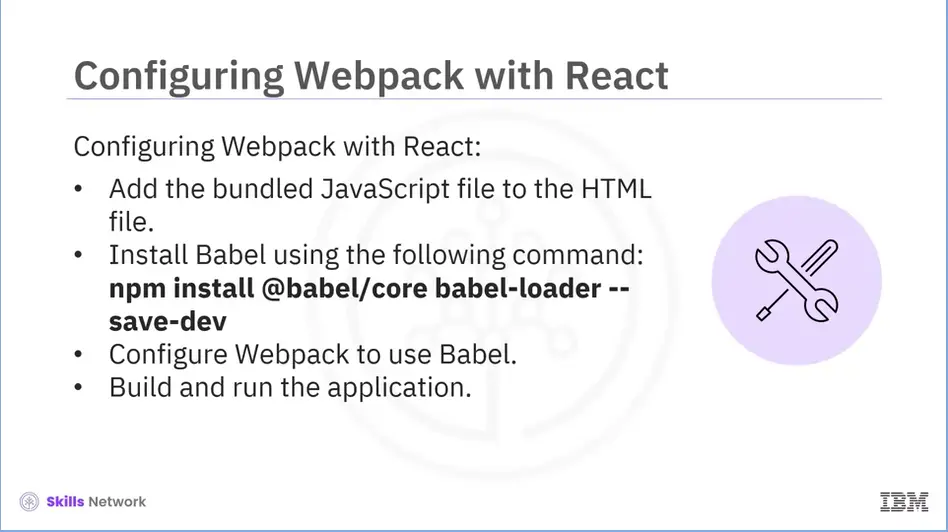 Configuring Webpack with React
Configuring Webpack with React:
• Add the bundled JavaScript file to the HTML
file.
• Install Babel using the following command:
npm install @babel/core babel-loader --
save-dev
• Configure Webpack to use Babel.
• Build and run the application.
Skills Network
IBM